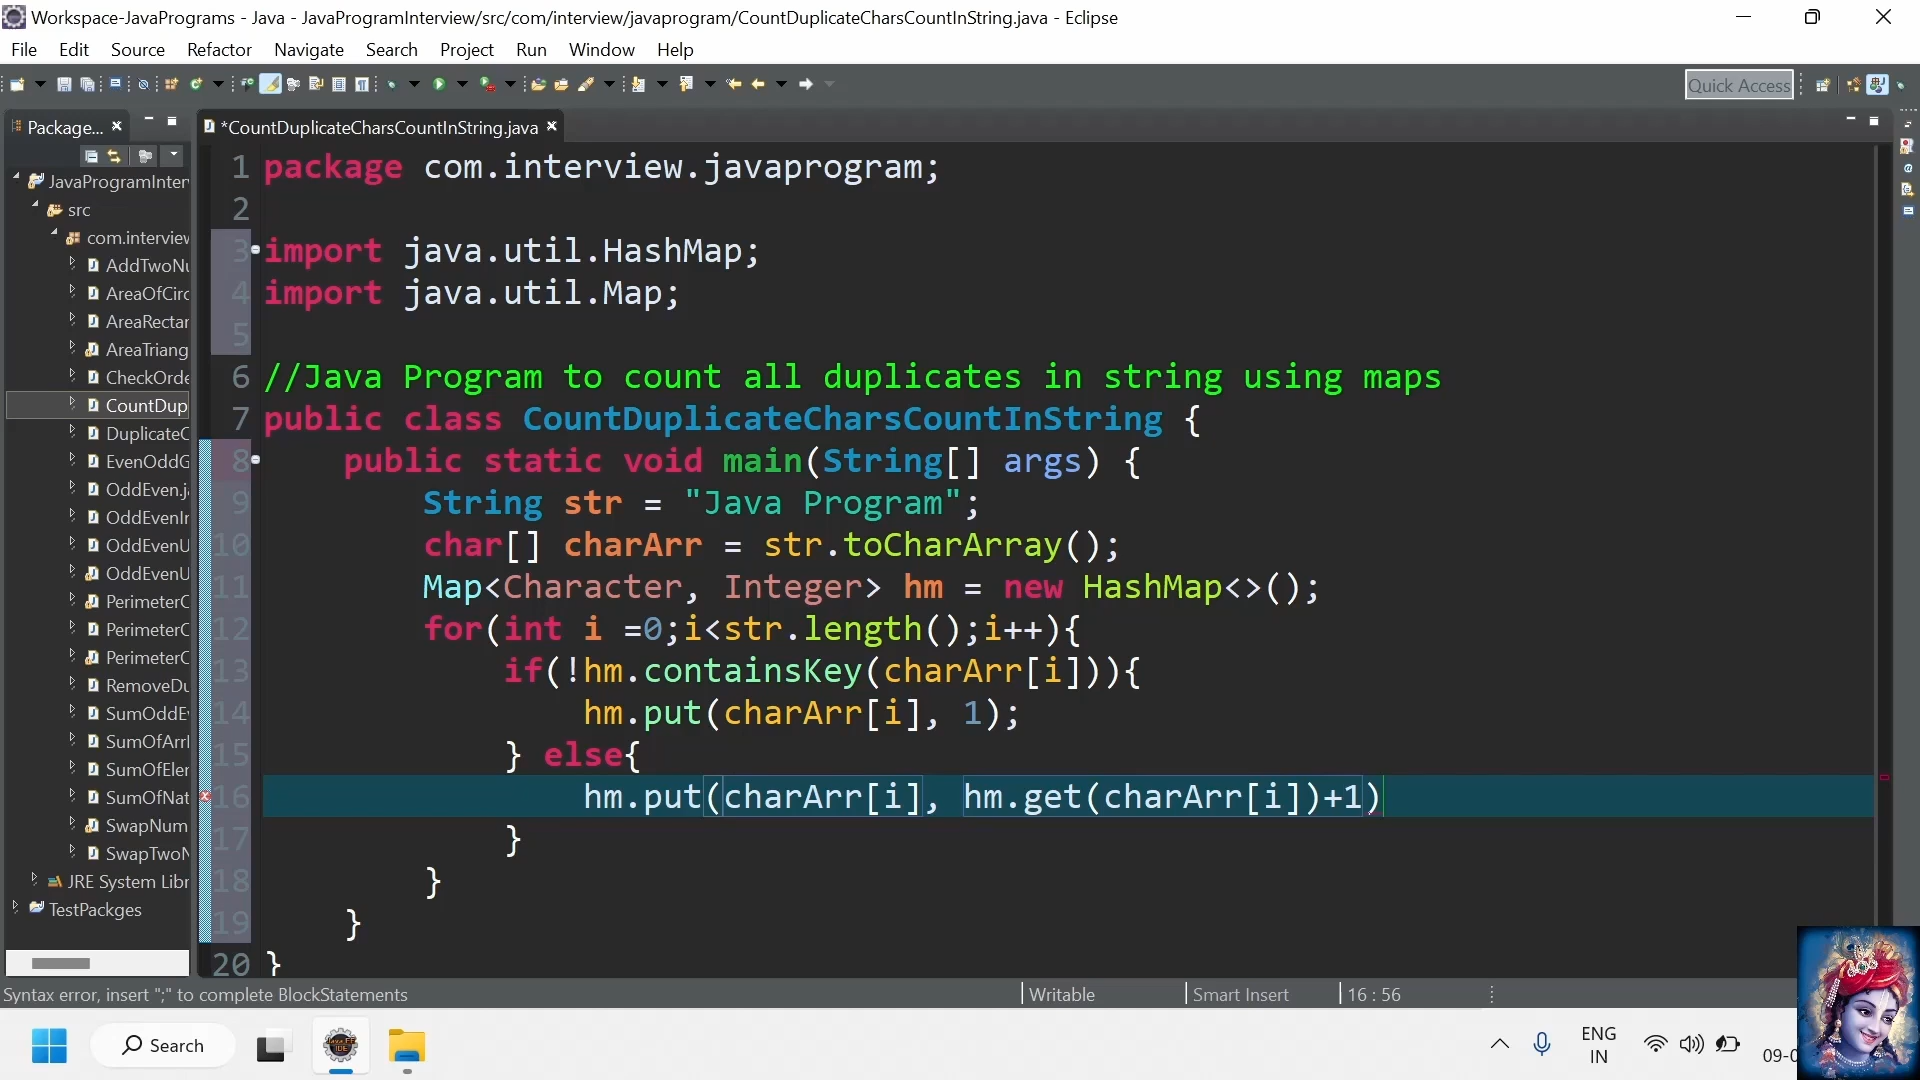 Workspace-JavaPrograms - Java - JavaProgramInterview/src/com/interview/javaprogram/CountDuplicateCharsCountInString.java - Eclipse
File Edit Source Refactor Navigate Search Project Run Window Help
Quick Access
Package...
*CountDuplicateCharsCountInString.java
JavaProgramInter
src
com.interview
AddTwoNu
AreaOfCirc
AreaRectar
AreaTriang
CheckOrde
CountDup
DuplicateC
EvenOddG
OddEven.ja
OddEvenIr
OddEvenU
OddEvenU
PerimeterC
PerimeterC
PerimeterC
RemoveDu
SumOddEv
SumOfArr
SumOfElen
SumOfNat
SwapNum
SwapTwoN
JRE System Libr
TestPackges
1 package com.interview.javaprogram;
2
3 import java.util.HashMap;
4 import java.util.Map;
5
6 //Java Program to count all duplicates in string using maps
7 public class CountDuplicateCharsCountInString {
8 public static void main(String[] args) {
9 String str = "Java Program";
10 char[] charArr = str.toCharArray();
11 Map<Character, Integer> hm = new HashMap<>();
12 for(int i =0;i<str.length();i++){
13 if(!hm.containsKey(charArr[i])){
14 hm.put(charArr[i], 1);
15 } else{
16 hm.put(charArr[i], hm.get(charArr[i])+1)
17 }
18 }
19 }
20 }
Syntax error, insert ";" to complete BlockStatements
Writable
Smart Insert
16 : 56
Search
ENG
IN
09-0